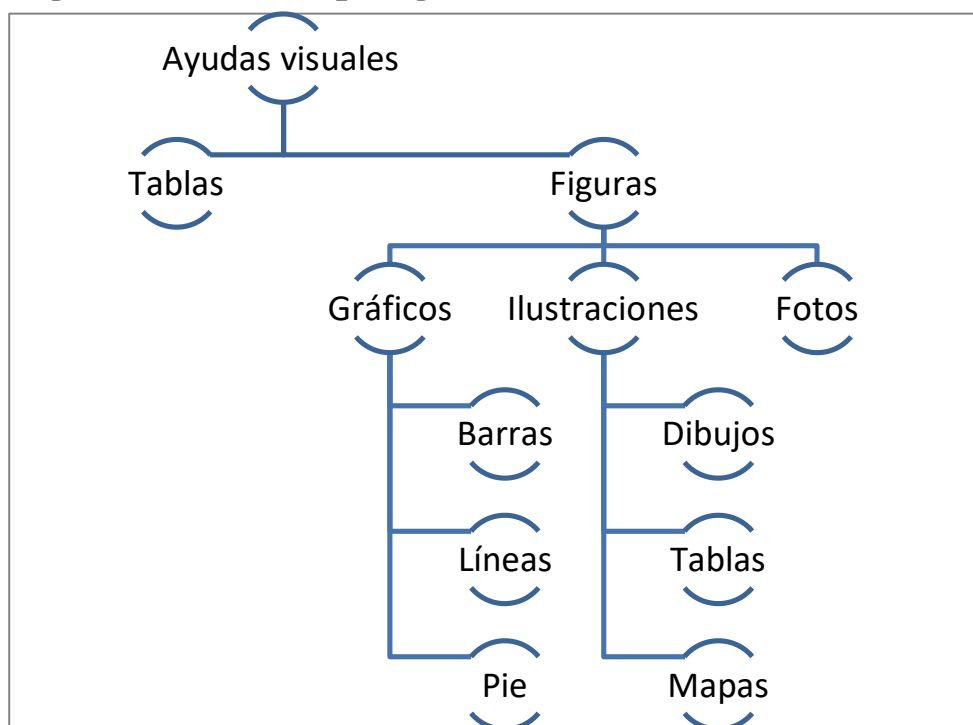 Ayudas visuales
Tablas Figuras
Gráficos Ilustraciones Fotos
Barras Dibujos
Líneas Tablas
Pie Mapas